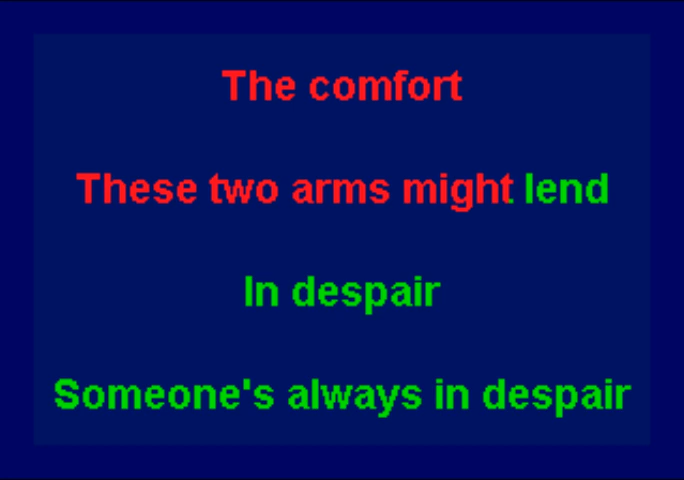 The comfort
These two arms might lend
In despair
Someone's always in despair